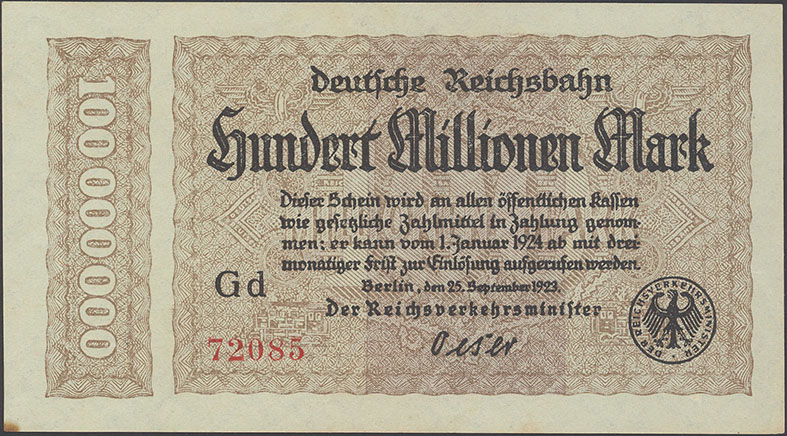 100000000
Deutsche Reichsbahn
Hundert Millionen Mark
Dieser Schein wird an allen öffentlichen Kassen
wie gesetzliche Zahlmittel in Zahlung genom-
men; er kann vom 1. Januar 1924 ab mit drei-
monatiger Frist zur Einlösung aufgerufen werden.
Berlin, den 25. September 1923.
Der Reichsverkehrsminister
Gd
72085
Oeser
DER REICHSVERKEHRSMINISTER